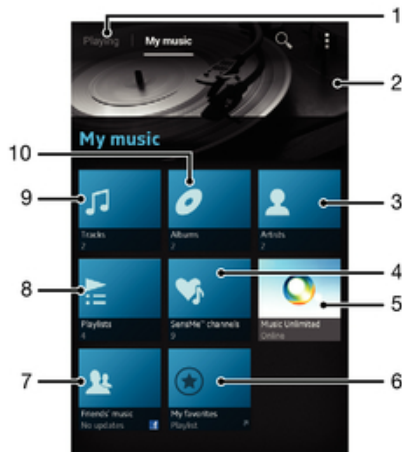 1
Playing | My music
2
My music
10
9
3
Tracks
2
Albums
2
Artists
2
4
8
5
Playlists
4
SensMe™ channels
9
Music Unlimited
Online
7
6
Friends' music
No updates
My favorites
Playlist